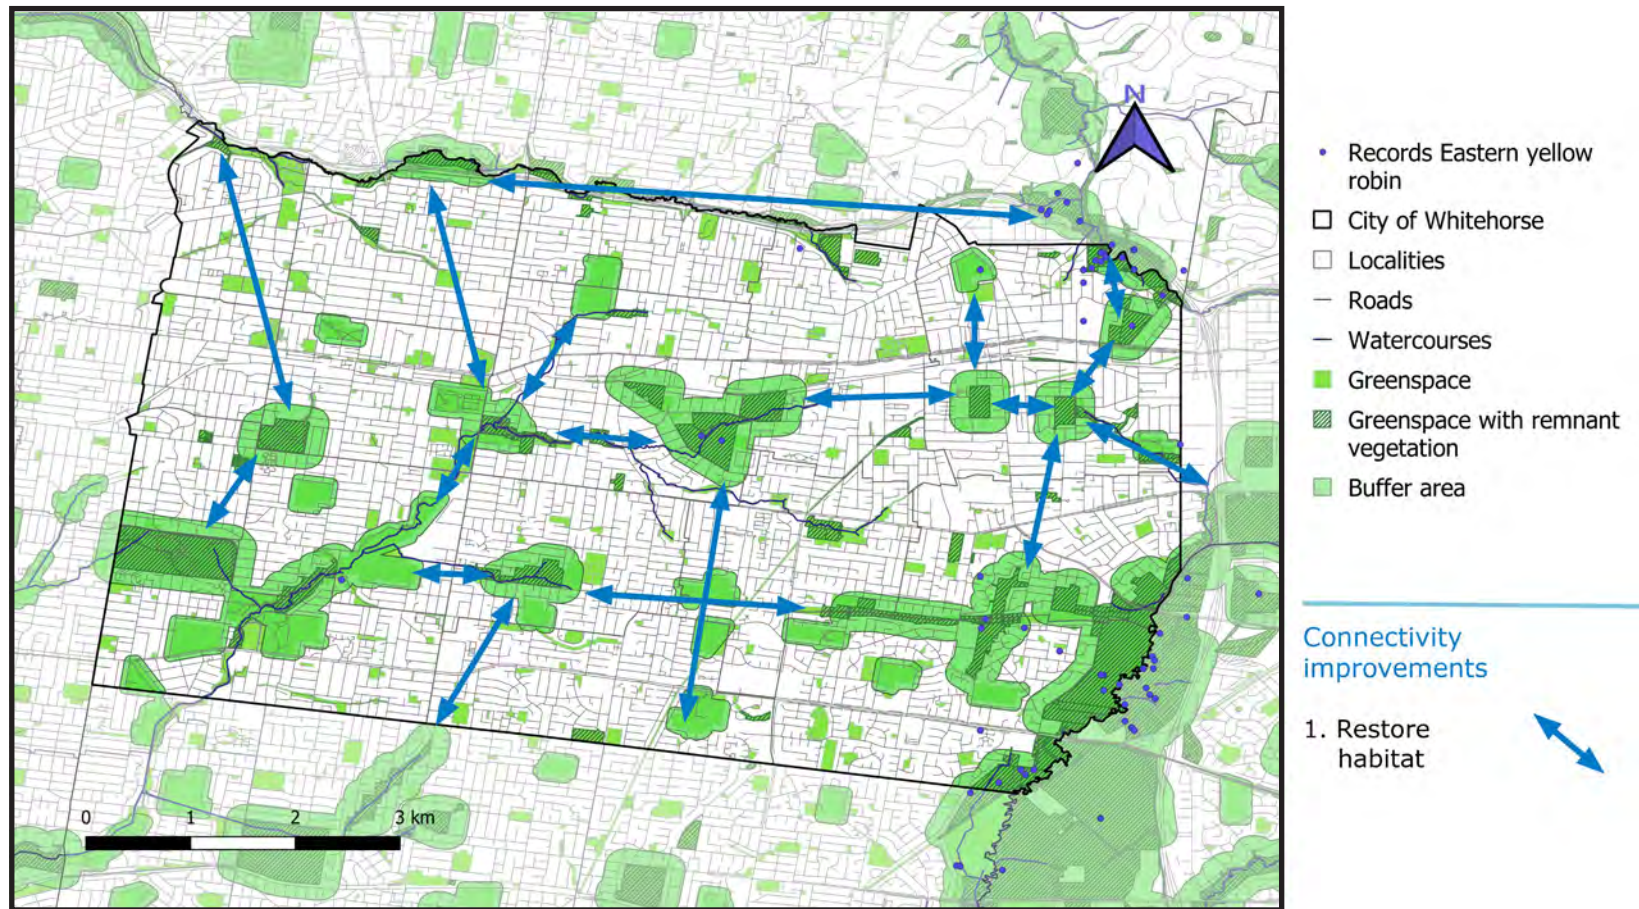 N
0 1 2 3 km
Records Eastern yellow
robin
City of Whitehorse
Localities
Roads
Watercourses
Greenspace
Greenspace with remnant
vegetation
Buffer area
Connectivity
improvements
1. Restore
habitat